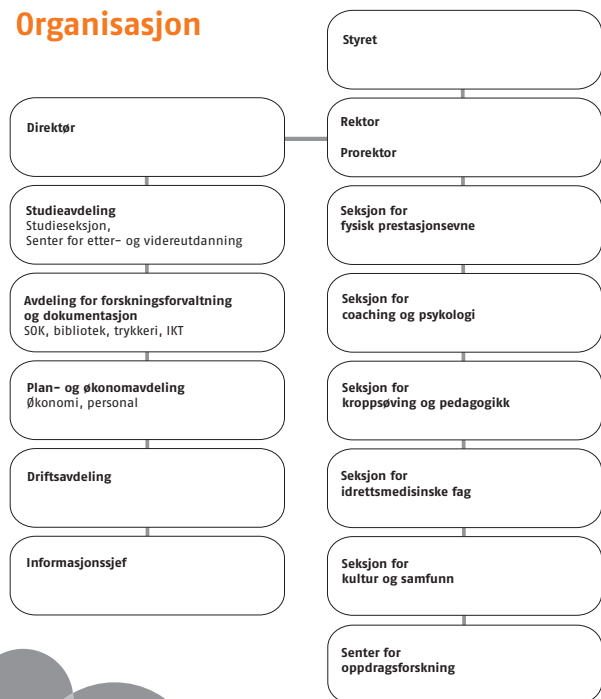 Organisasjon
Styret
Direktør
Rektor
Prorektor
Studieavdeling
Studieseksjon,
Senter for etter- og videreutdanning
Avdeling for forskningsforvaltning
og dokumentasjon
SOK, bibliotek, trykkeri, IKT
Plan- og økonomavdeling
Økonomi, personal
Driftsavdeling
Informasjonssjef
Seksjon for
fysisk prestasjonsevne
Seksjon for
coaching og psykologi
Seksjon for
kroppsøving og pedagogikk
Seksjon for
idrettsmedisinske fag
Seksjon for
kultur og samfunn
Senter for
oppdragsforskning